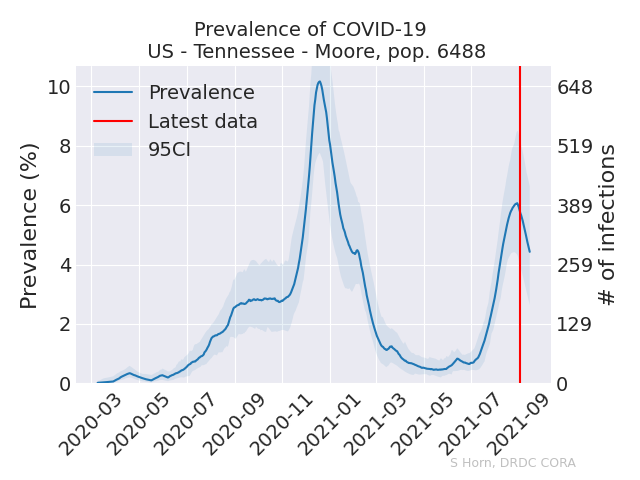 Prevalence of COVID-19
US - Tennessee - Moore, pop. 6488
Prevalence
Latest data
95CI
Prevalence (%)
10
8
6
4
2
0
648
519
389
259
129
0
# of infections
2020-03
2020-05
2020-07
2020-09
2020-11
2021-01
2021-03
2021-05
2021-07
2021-09
S Horn, DRDC CORA